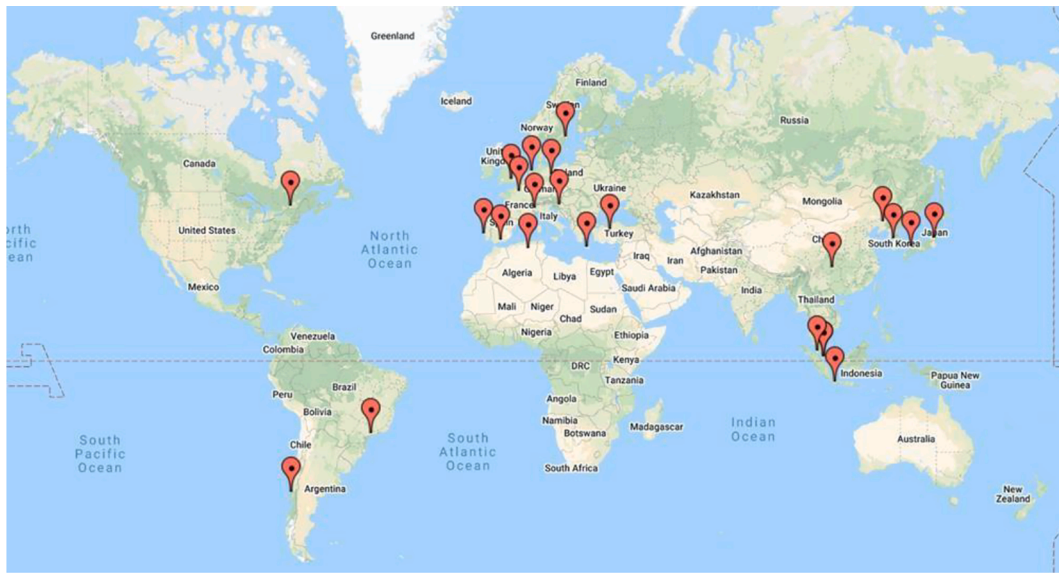 Greenland
Iceland
Finland
Norway
Russia
Canada
Ukraine
Kazakhstan
Mongolia
France
Italy
United States
North
Atlantic
Ocean
Turkey
South Korea
Japan
Iraq
Iran
Afghanistan
Pakistan
Algeria
Libya
Egypt
Saudi Arabia
India
Mexico
Mali
Niger
Chad
Sudan
Thailand
Nigeria
Ethiopia
Venezuela
Colombia
DRC
Kenya
Tanzania
Indonesia
Papua New
Guinea
Peru
Brazil
Bolivia
Angola
Namibia
Botswana
Madagascar
Indian
Ocean
Chile
South
Pacific
Ocean
South
Atlantic
Ocean
Australia
South Africa
Argentina
New
Zealand